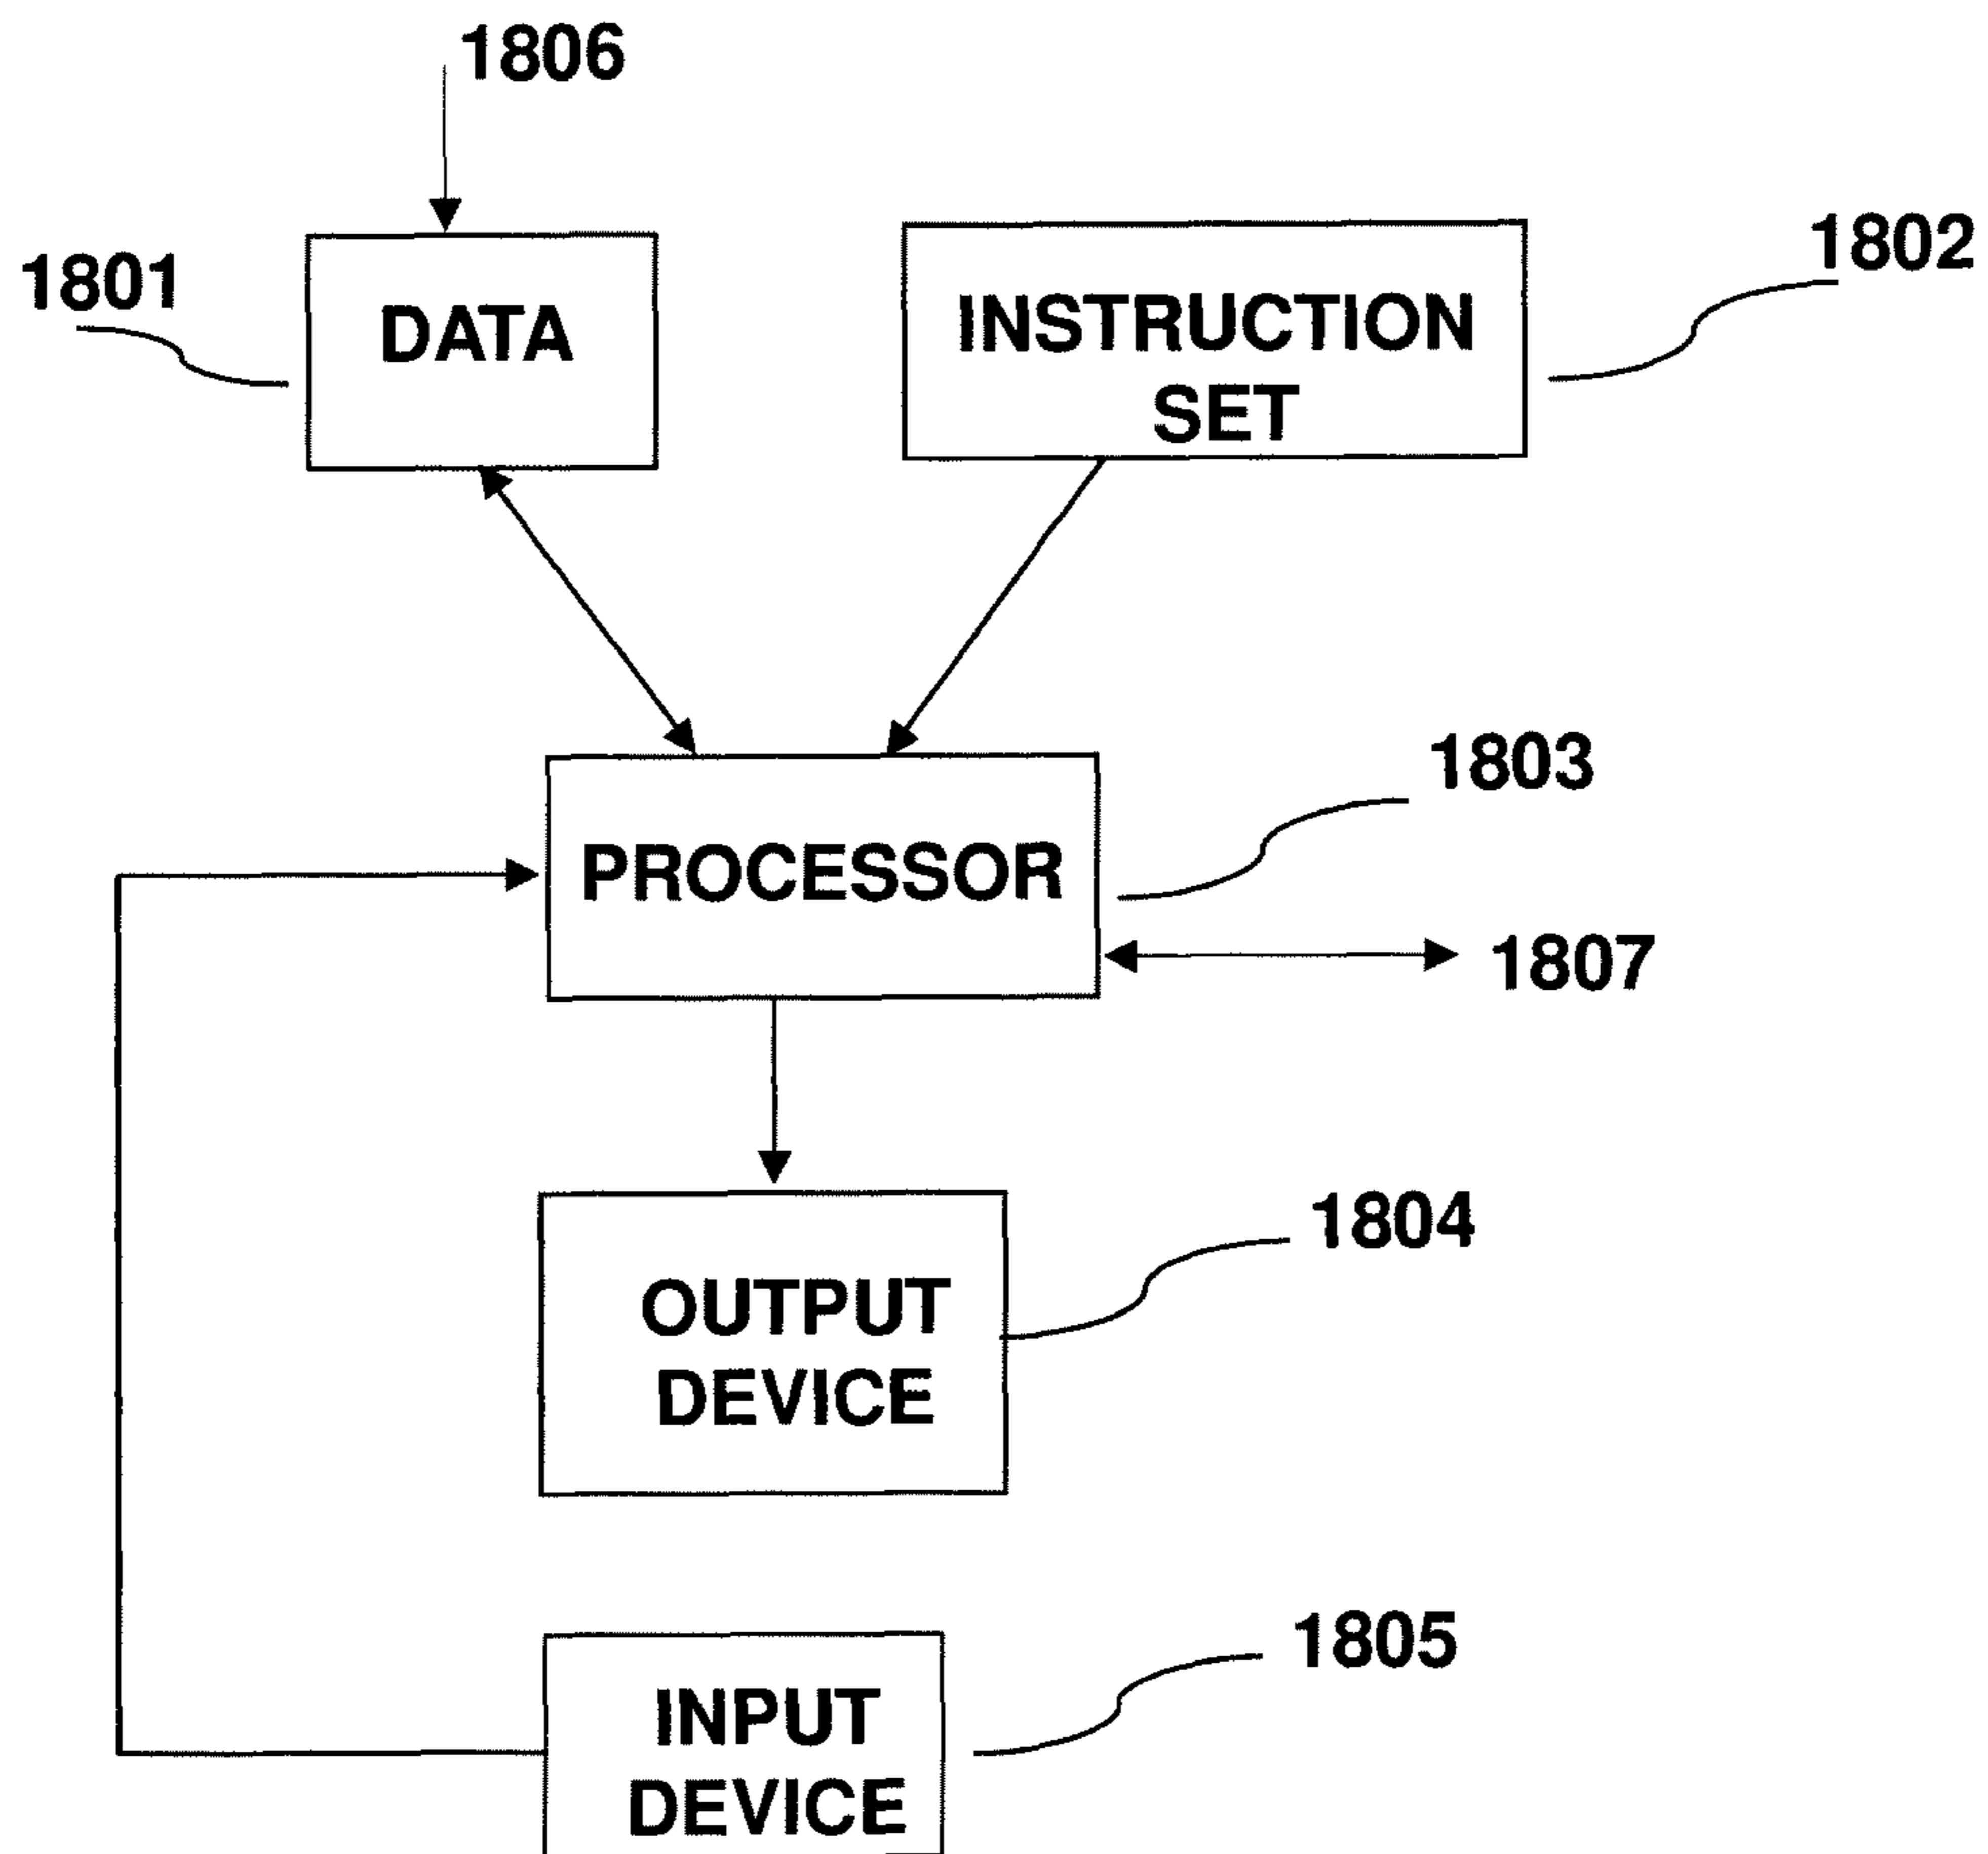 1806
1801
DATA
INSTRUCTION
SET
1802
1803
PROCESSOR
1807
1804
OUTPUT
DEVICE
1805
INPUT
DEVICE